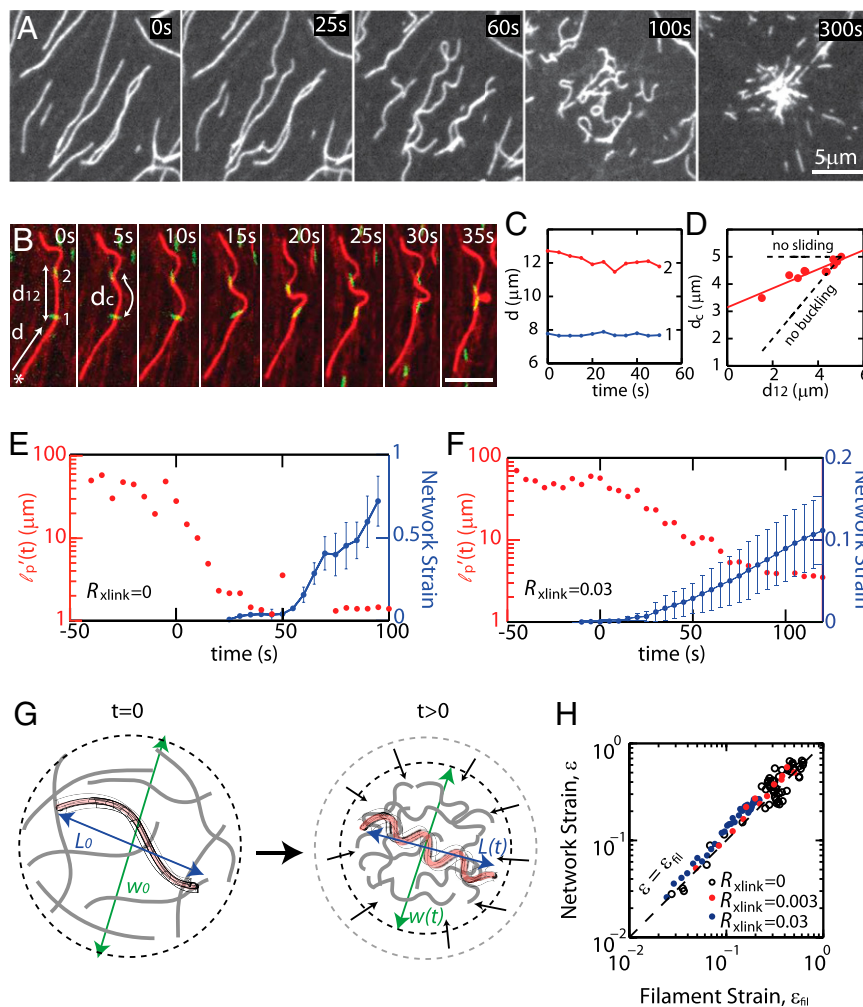 A
0s
25s
60s
100s
300s
5μm
B
0s
5s
10s
15s
20s
25s
30s
35s
d12
2
dc
1
d
*
C
d (μm)
12
10
8
6
2
1
0
20
40
60
time (s)
D
dc (μm)
5
4
3
2
1
no sliding
no buckling
0
2
4
6
d12 (μm)
E
ℓp'(t) (μm)
100
10
1
Rxlink=0
1
0.5
0
Network Strain
-50
0
50
100
time (s)
F
ℓp'(t) (μm)
100
10
1
Rxlink=0.03
0.2
0.1
0
Network Strain
-50
0
50
100
time (s)
G
t=0
t>0
L0
w0
L(t)
w(t)
H
Network Strain, ε
10⁰
10⁻¹
10⁻²
ε = εfil
Rxlink=0
Rxlink=0.003
Rxlink=0.03
10⁻²
10⁻¹
10⁰
Filament Strain, εfil